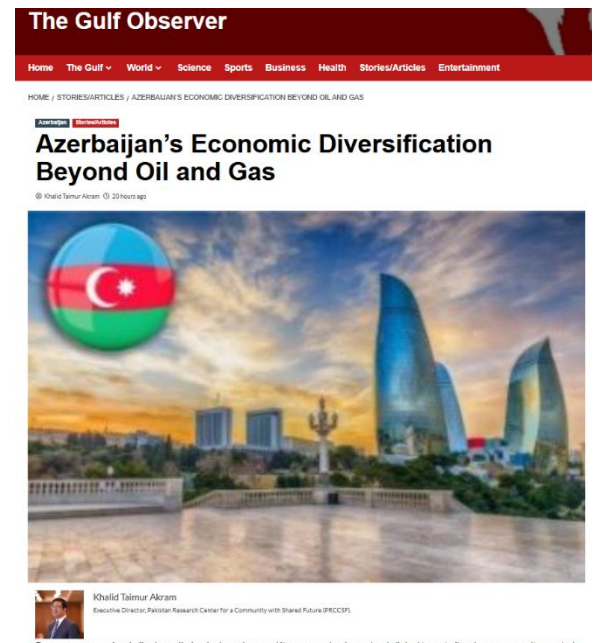 The Gulf Observer
Home The Gulf World Science Sports Business Health Stories/Articles Entertainment
HOME / STORIES/ARTICLES / AZERBAIJAN'S ECONOMIC DIVERSIFICATION BEYOND OIL AND GAS
Azerbaijan Stories/Articles
Azerbaijan’s Economic Diversification
Beyond Oil and Gas
Khalid Taimur Akram 20 hours ago
Khalid Taimur Akram
Executive Director, Pakistan Research Center for a Community with Shared Future (PRCCSF).